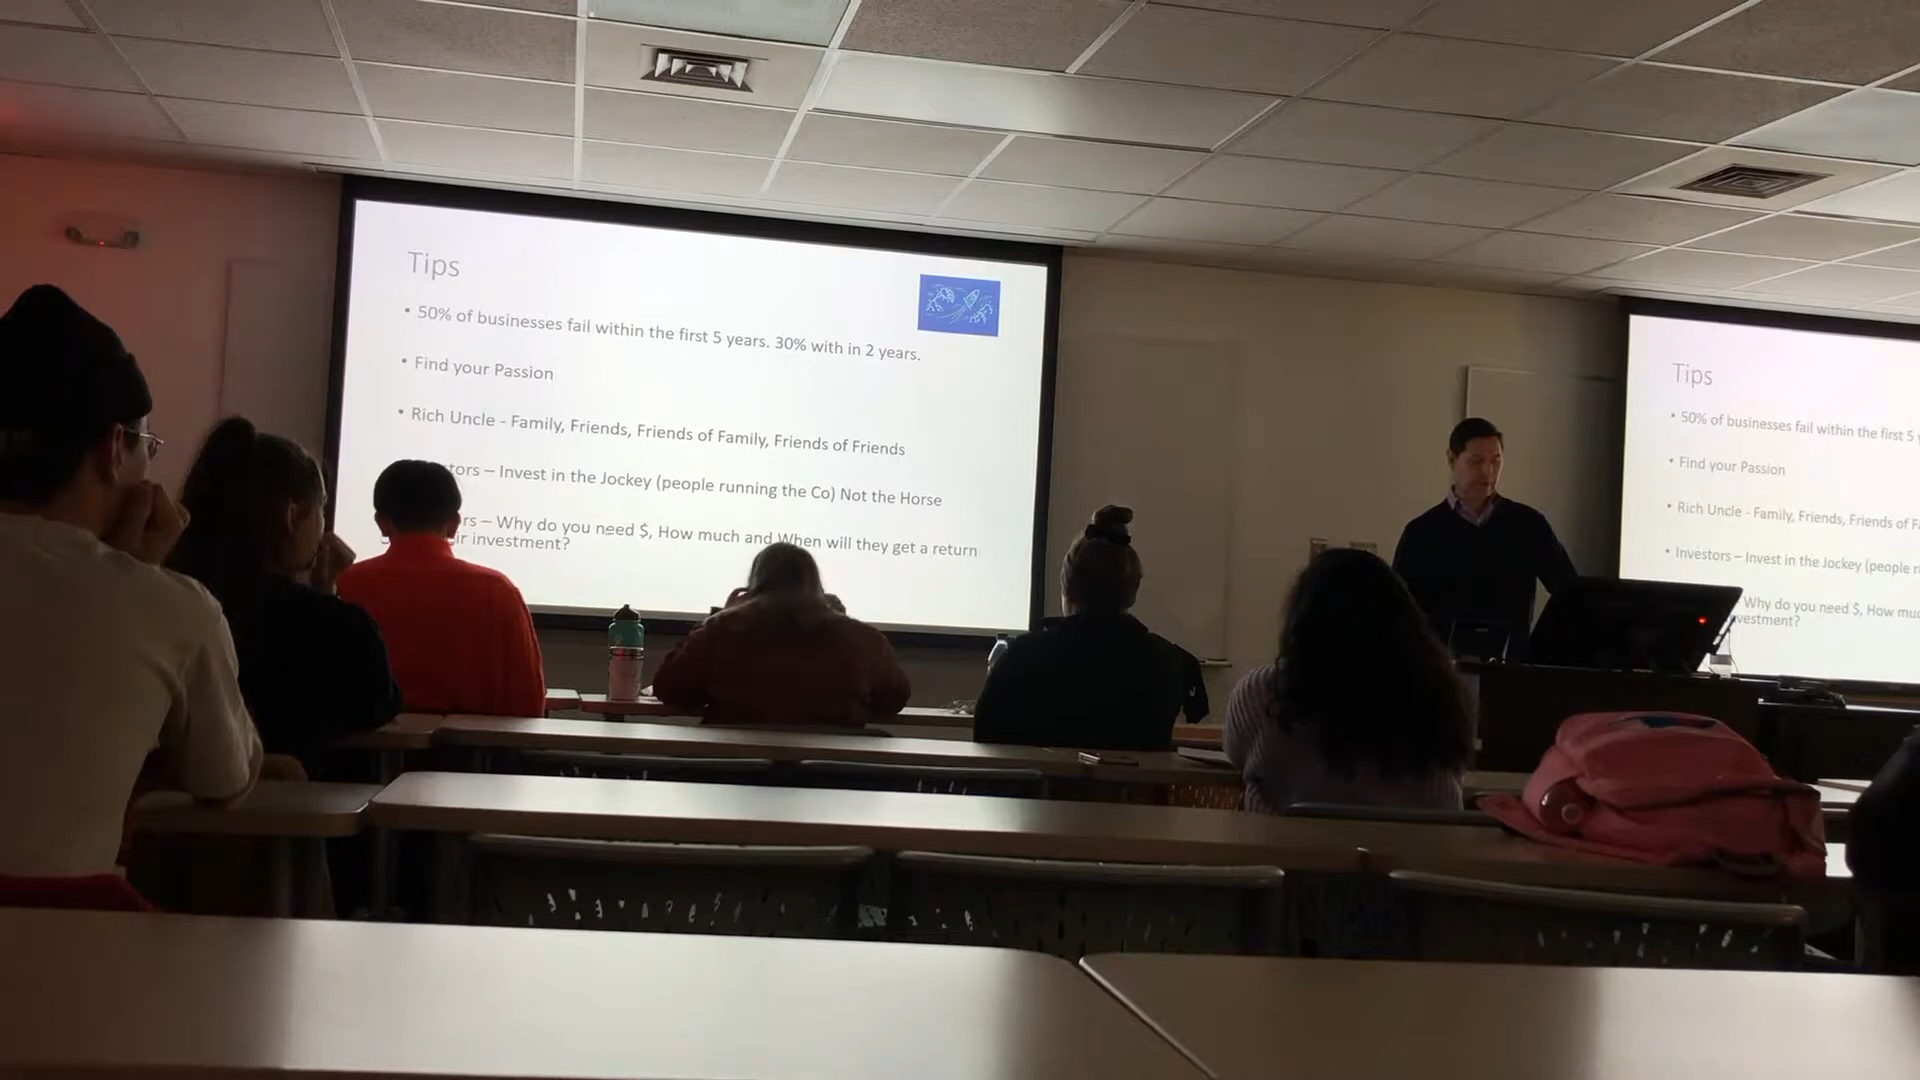 Tips
• 50% of businesses fail within the first 5 years. 30% with in 2 years.
• Find your Passion
• Rich Uncle - Family, Friends, Friends of Family, Friends of Friends
tors – Invest in the Jockey (people running the Co) Not the Horse
rs – Why do you need $, How much and When will they get a return
ir investment?
Tips
• 50% of businesses fail within the first 5
• Find your Passion
• Rich Uncle - Family, Friends, Friends of
• Investors – Invest in the Jockey (people
Why do you need $, How
vestment?